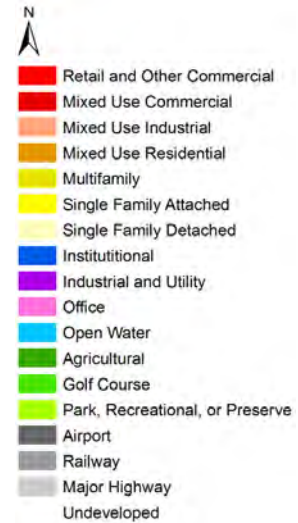 N
Retail and Other Commercial
Mixed Use Commercial
Mixed Use Industrial
Mixed Use Residential
Multifamily
Single Family Attached
Single Family Detached
Institutitional
Industrial and Utility
Office
Open Water
Agricultural
Golf Course
Park, Recreational, or Preserve
Airport
Railway
Major Highway
Undeveloped